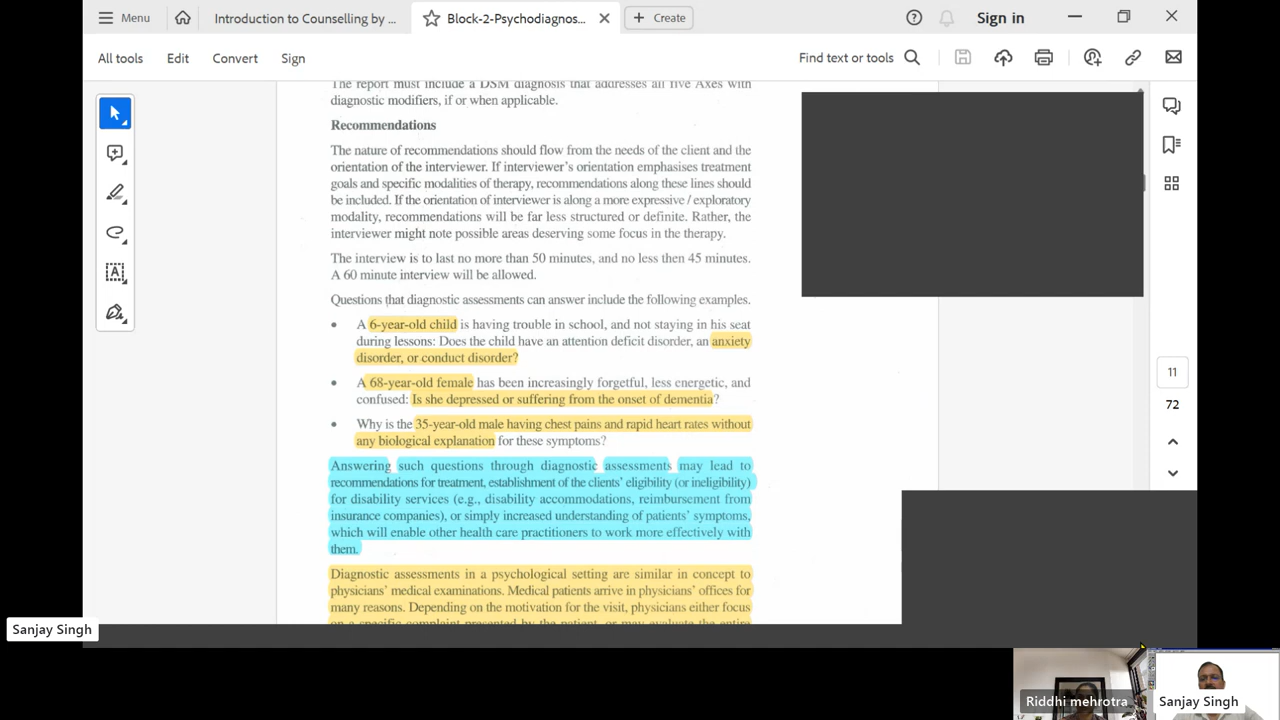 Menu
Introduction to Counselling by ...
Block-2-Psychodiagnos...
Create
Sign in
All tools
Edit
Convert
Sign
Find text or tools
The report must include a DSM diagnosis that addresses all five Axes with
diagnostic modifiers, if or when applicable.
Recommendations
The nature of recommendations should flow from the needs of the client and the
orientation of the interviewer. If interviewer's orientation emphasises treatment
goals and specific modalities of therapy, recommendations along these lines should
be included. If the orientation of interviewer is along a more expressive / exploratory
modality, recommendations will be far less structured or definite. Rather, the
interviewer might note possible areas deserving some focus in the therapy.
The interview is to last no more than 50 minutes, and no less then 45 minutes.
A 60 minute interview will be allowed.
Questions that diagnostic assessments can answer include the following examples.
• A 6-year-old child is having trouble in school, and not staying in his seat
during lessons: Does the child have an attention deficit disorder, an anxiety
disorder, or conduct disorder?
• A 68-year-old female has been increasingly forgetful, less energetic, and
confused: Is she depressed or suffering from the onset of dementia?
• Why is the 35-year-old male having chest pains and rapid heart rates without
any biological explanation for these symptoms?
Answering such questions through diagnostic assessments may lead to
recommendations for treatment, establishment of the clients' eligibility (or ineligibility)
for disability services (e.g., disability accommodations, reimbursement from
insurance companies), or simply increased understanding of patients' symptoms,
which will enable other health care practitioners to work more effectively with
them.
Diagnostic assessments in a psychological setting are similar in concept to
physicians' medical examinations. Medical patients arrive in physicians' offices for
many reasons. Depending on the motivation for the visit, physicians either focus
on a specific complaint presented by the patient, or may evaluate the entire
11
72
Sanjay Singh
Riddhi mehrotra
Sanjay Singh